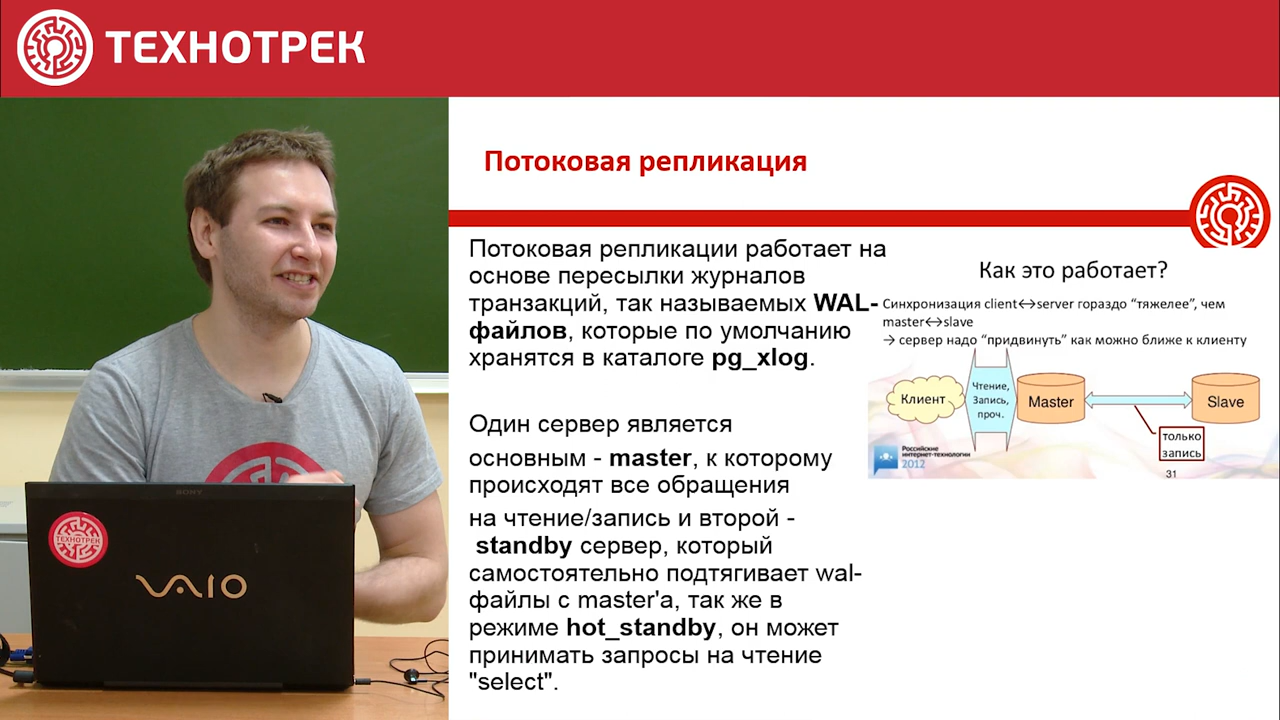 ТЕХНОТРЕК
Потоковая репликация
Потоковая репликации работает на
основе пересылки журналов
транзакций, так называемых WAL-
файлов, которые по умолчанию
хранятся в каталоге pg_xlog.
Один сервер является
основным - master, к которому
происходят все обращения
на чтение/запись и второй -
standby сервер, который
самостоятельно подтягивает wal-
файлы с master'а, так же в
режиме hot_standby, он может
принимать запросы на чтение
"select".
Как это работает?
Синхронизация client↔server гораздо “тяжелее”, чем
master↔slave
→ сервер надо “придвинуть” как можно ближе к клиенту
Клиент
Чтение,
Запись,
проч.
Master
Slave
только
запись
Российские
интернет-технологии
2012
31
SONY
ТЕХНОТРЕК
VAIO